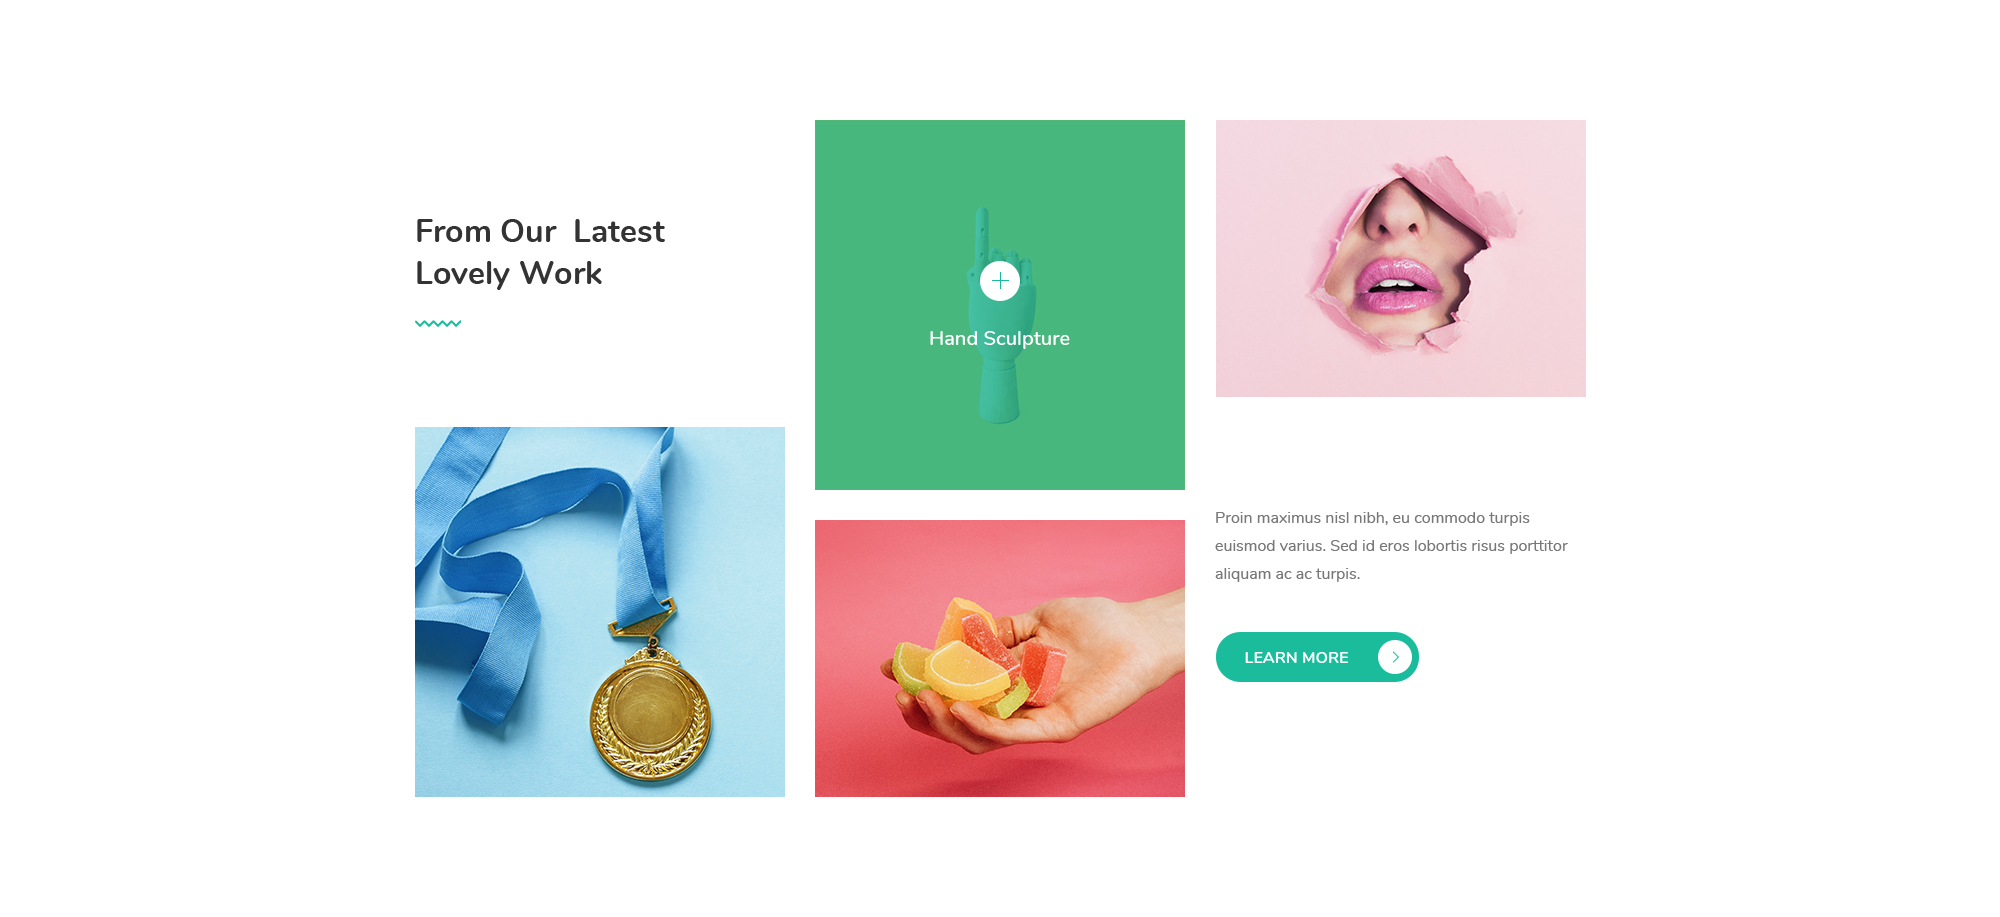 From Our  Latest
Lovely Work
Hand Sculpture
Proin maximus nisl nibh, eu commodo turpis
euismod varius. Sed id eros lobortis risus porttitor
aliquam ac ac turpis.
LEARN MORE